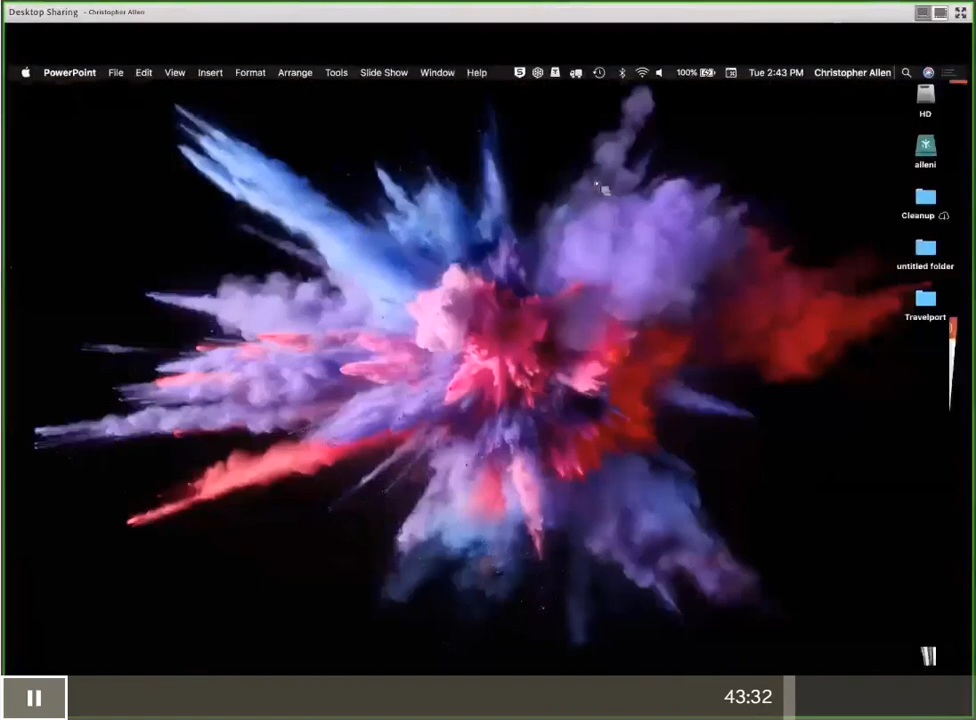 Desktop Sharing - Christopher Allen
PowerPoint File Edit View Insert Format Arrange Tools Slide Show Window Help 100% Tue 2:43 PM Christopher Allen
HD
alleni
Cleanup
untitled folder
Travelport
43:32